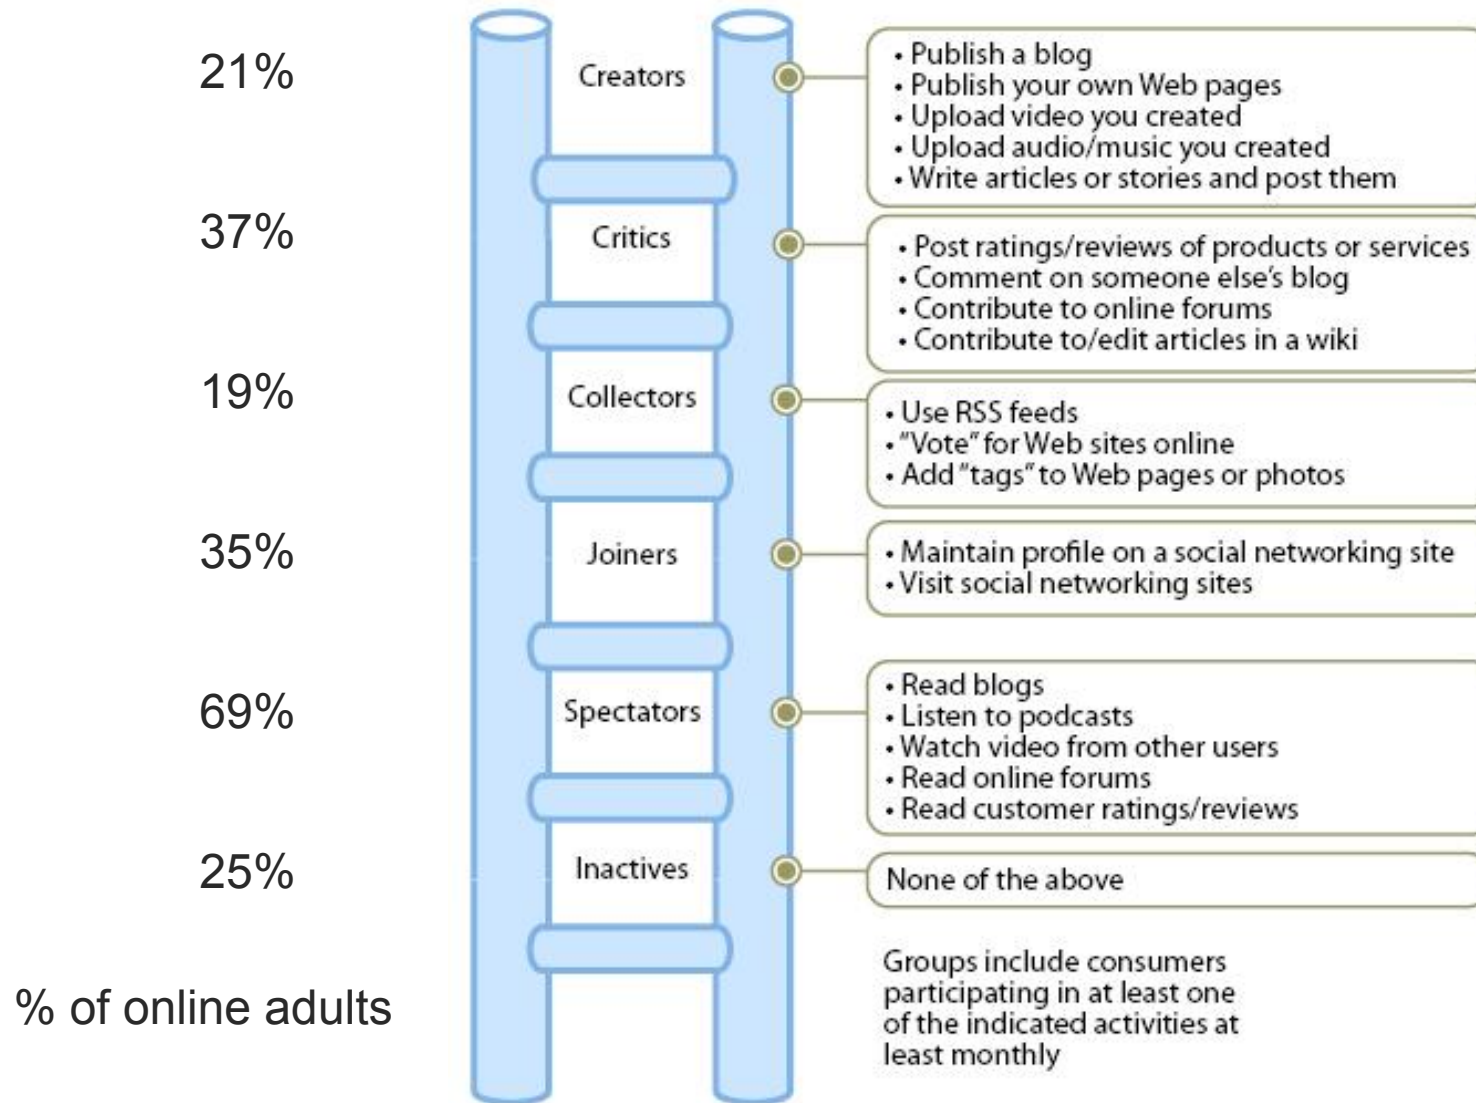 21%
Creators
• Publish a blog
• Publish your own Web pages
• Upload video you created
• Upload audio/music you created
• Write articles or stories and post them
37%
Critics
• Post ratings/reviews of products or services
• Comment on someone else’s blog
• Contribute to online forums
• Contribute to/edit articles in a wiki
19%
Collectors
• Use RSS feeds
• “Vote” for Web sites online
• Add “tags” to Web pages or photos
35%
Joiners
• Maintain profile on a social networking site
• Visit social networking sites
69%
Spectators
• Read blogs
• Listen to podcasts
• Watch video from other users
• Read online forums
• Read customer ratings/reviews
25%
Inactives
None of the above
% of online adults
Groups include consumers
participating in at least one
of the indicated activities at
least monthly